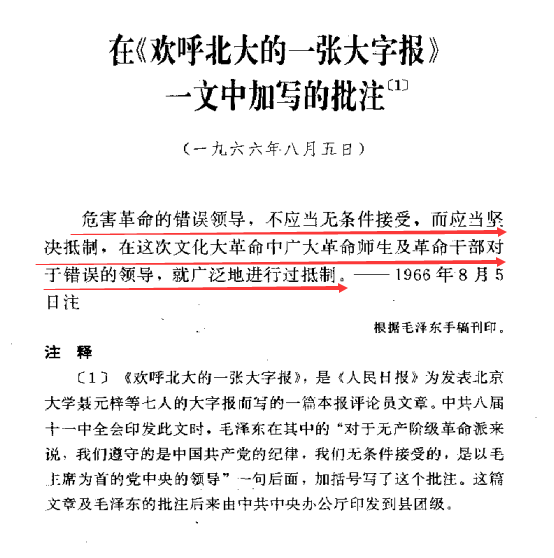 在《欢呼北大的一张大字报》
一文中加写的批注〔1〕
(一九六六年八月五日)
危害革命的错误领导,不应当无条件接受,而应当坚
决抵制,在这次文化大革命中广大革命师生及革命干部对
于错误的领导,就广泛地进行过抵制。——1966年8月5
日注
根据毛泽东手稿刊印。
注 释
〔1〕《欢呼北大的一张大字报》,是《人民日报》为发表北京
大学聂元梓等七人的大字报而写的一篇本报评论员文章。中共八届
十一中全会印发此文时,毛泽东在其中的“对于无产阶级革命派来
说,我们遵守的是中国共产党的纪律,我们无条件接受的,是以毛
主席为首的党中央的领导”一句后面,加括号写了这个批注。这篇
文章及毛泽东的批注后来由中共中央办公厅印发到县团级。